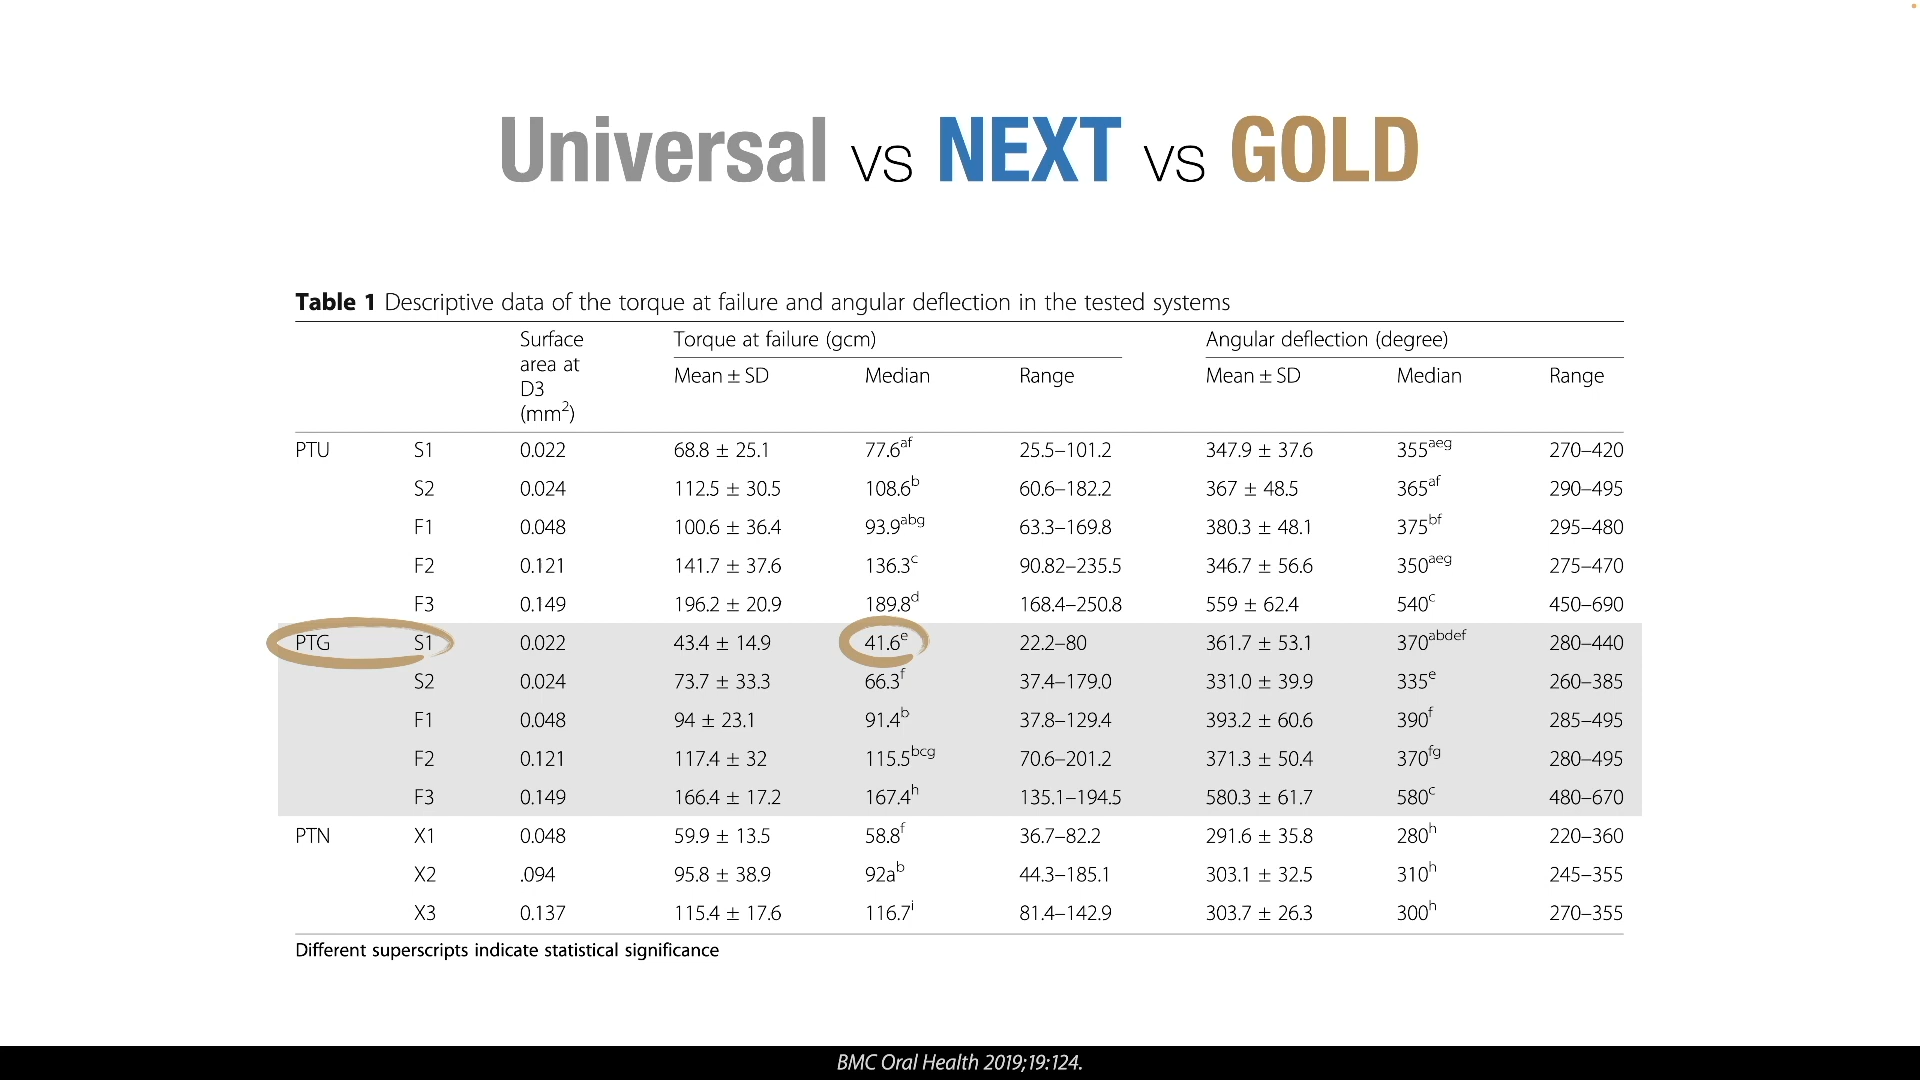 Universal vs NEXT vs GOLD
Table 1 Descriptive data of the torque at failure and angular deflection in the tested systems
Surface area at D3 (mm²) Torque at failure (gcm) Angular deflection (degree)
Mean ± SD Median Range Mean ± SD Median Range
PTU S1 0.022 68.8 ± 25.1 77.6ᵃᶠ 25.5–101.2 347.9 ± 37.6 355ᵃᵉᵍ 270–420
S2 0.024 112.5 ± 30.5 108.6ᵇ 60.6–182.2 367 ± 48.5 365ᵃᶠ 290–495
F1 0.048 100.6 ± 36.4 93.9ᵃᵇᵍ 63.3–169.8 380.3 ± 48.1 375ᵇᶠ 295–480
F2 0.121 141.7 ± 37.6 136.3ᶜ 90.82–235.5 346.7 ± 56.6 350ᵃᵉᵍ 275–470
F3 0.149 196.2 ± 20.9 189.8ᵈ 168.4–250.8 559 ± 62.4 540ᶜ 450–690
PTG S1 0.022 43.4 ± 14.9 41.6ᵉ 22.2–80 361.7 ± 53.1 370ᵃᵇᵈᵉᶠ 280–440
S2 0.024 73.7 ± 33.3 66.3ᶠ 37.4–179.0 331.0 ± 39.9 335ᵉ 260–385
F1 0.048 94 ± 23.1 91.4ᵇ 37.8–129.4 393.2 ± 60.6 390ᶠ 285–495
F2 0.121 117.4 ± 32 115.5ᵇᶜᵍ 70.6–201.2 371.3 ± 50.4 370ᶠᵍ 280–495
F3 0.149 166.4 ± 17.2 167.4ʰ 135.1–194.5 580.3 ± 61.7 580ᶜ 480–670
PTN X1 0.048 59.9 ± 13.5 58.8ᶠ 36.7–82.2 291.6 ± 35.8 280ʰ 220–360
X2 .094 95.8 ± 38.9 92aᵇ 44.3–185.1 303.1 ± 32.5 310ʰ 245–355
X3 0.137 115.4 ± 17.6 116.7ⁱ 81.4–142.9 303.7 ± 26.3 300ʰ 270–355
Different superscripts indicate statistical significance
BMC Oral Health 2019;19:124.